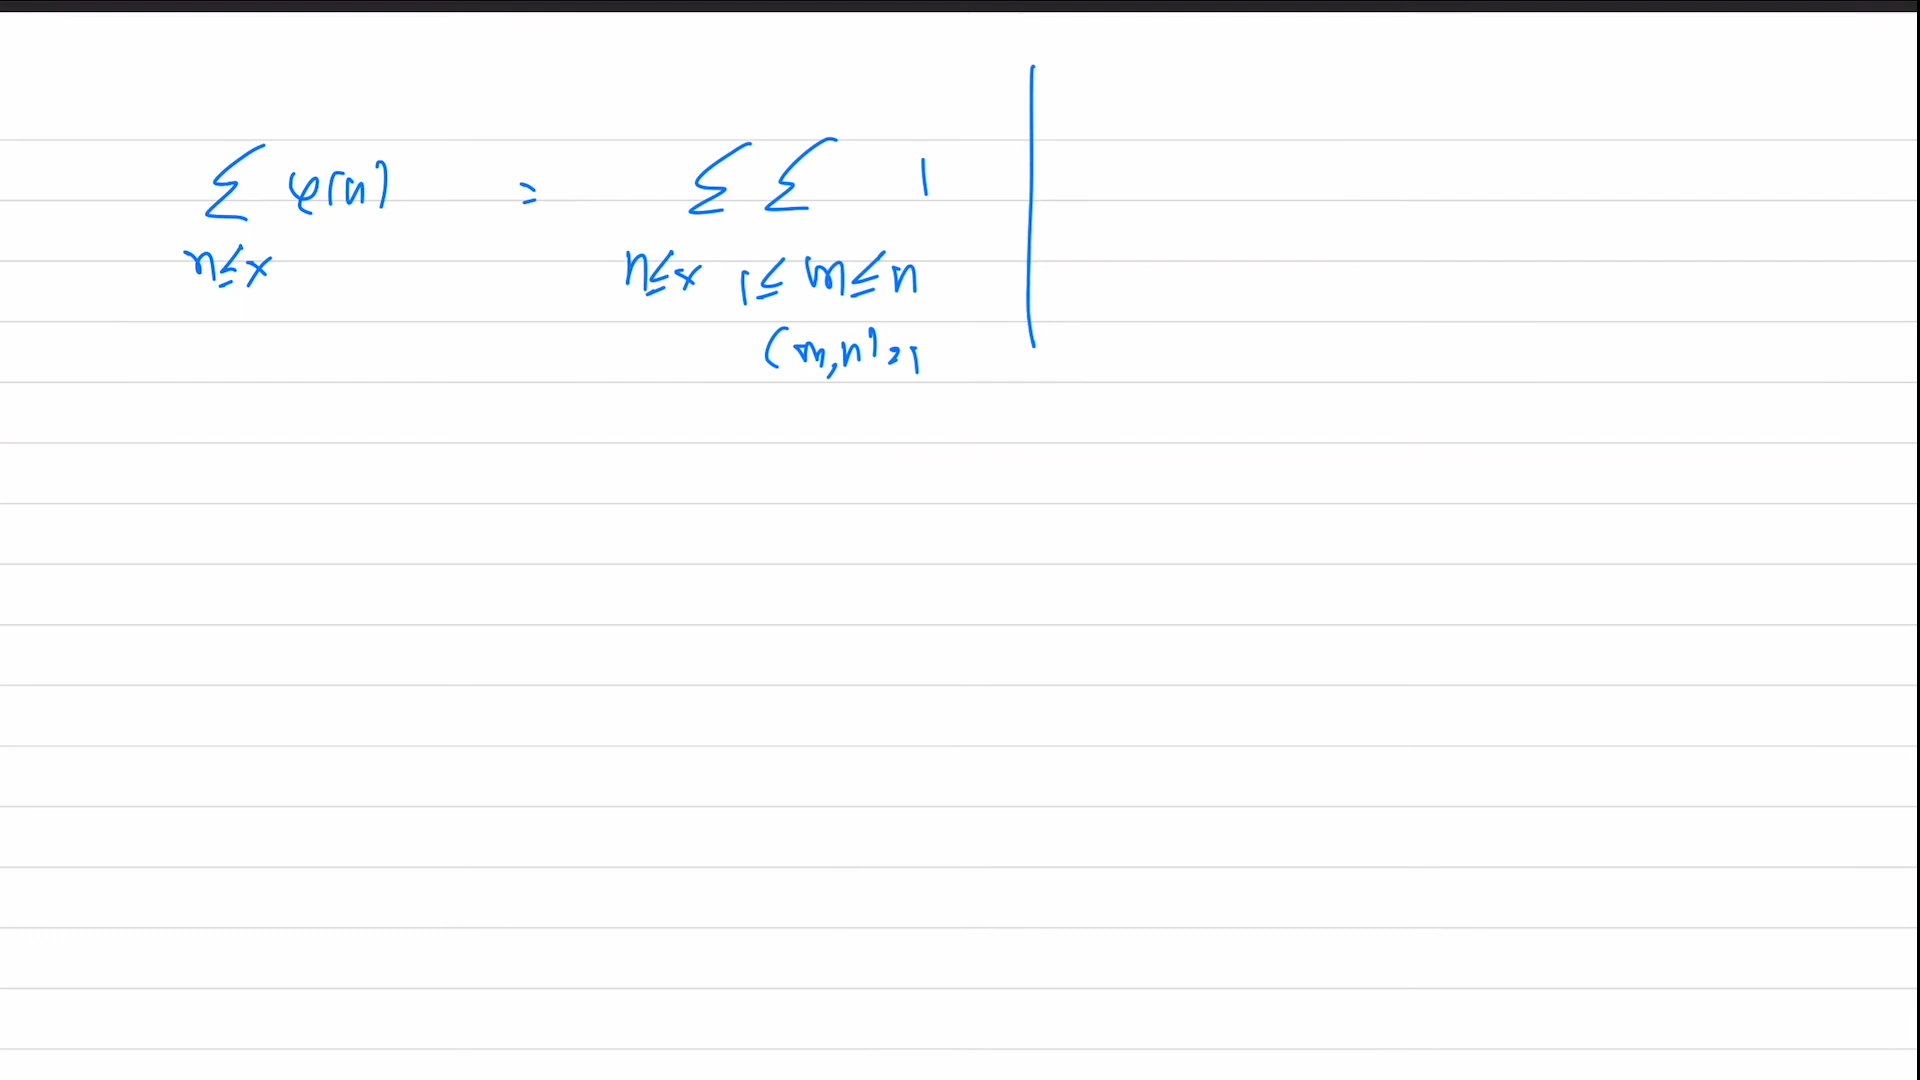 ∑ φ(n) = ∑ ∑ 1
n≤x n≤x 1≤m≤n
(m,n)=1